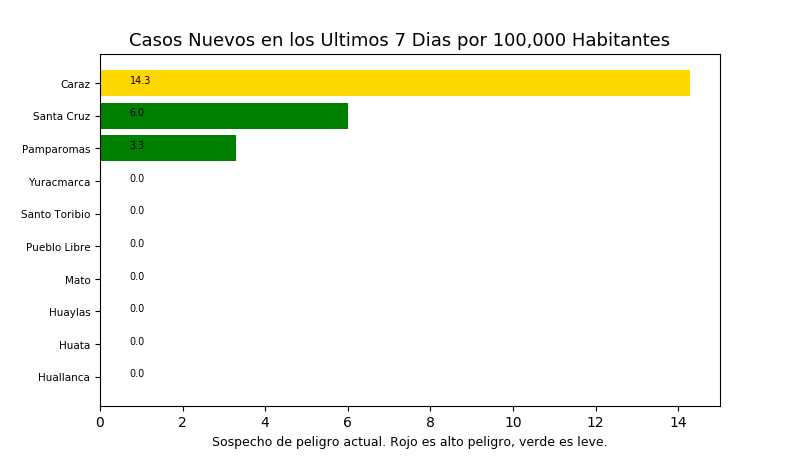 Casos Nuevos en los Ultimos 7 Dias por 100,000 Habitantes
Caraz 14.3
Santa Cruz 6.0
Pamparomas 3.3
Yuracmarca 0.0
Santo Toribio 0.0
Pueblo Libre 0.0
Mato 0.0
Huaylas 0.0
Huata 0.0
Huallanca 0.0
0 2 4 6 8 10 12 14
Sospecho de peligro actual. Rojo es alto peligro, verde es leve.